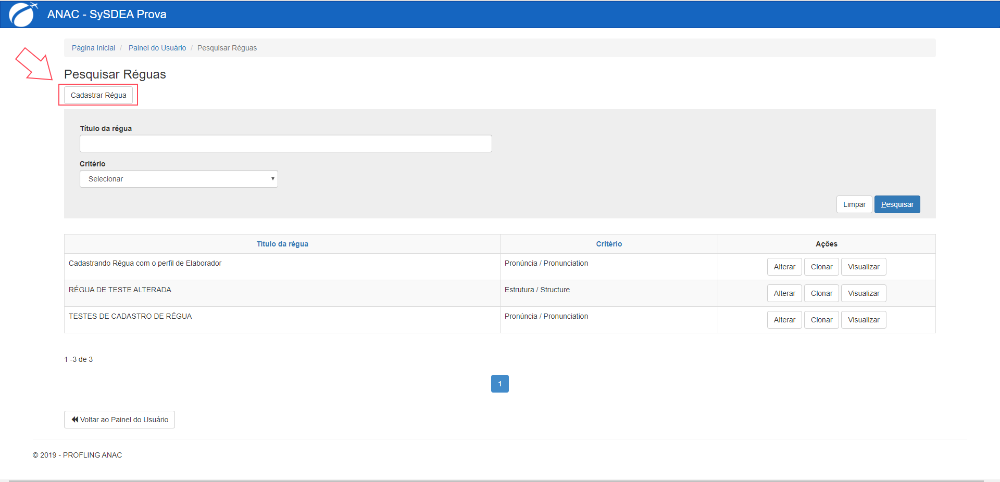 ANAC - SySDEA Prova
Página Inicial / Painel do Usuário / Pesquisar Réguas
Pesquisar Réguas
Cadastrar Régua
Título da régua
Critério
Selecionar
Limpar Pesquisar
Título da régua Critério Ações
Cadastrando Régua com o perfil de Elaborador Pronúncia / Pronunciation Alterar Clonar Visualizar
RÉGUA DE TESTE ALTERADA Estrutura / Structure Alterar Clonar Visualizar
TESTES DE CADASTRO DE RÉGUA Pronúncia / Pronunciation Alterar Clonar Visualizar
1 -3 de 3
1
Voltar ao Painel do Usuário
© 2019 - PROFLING ANAC